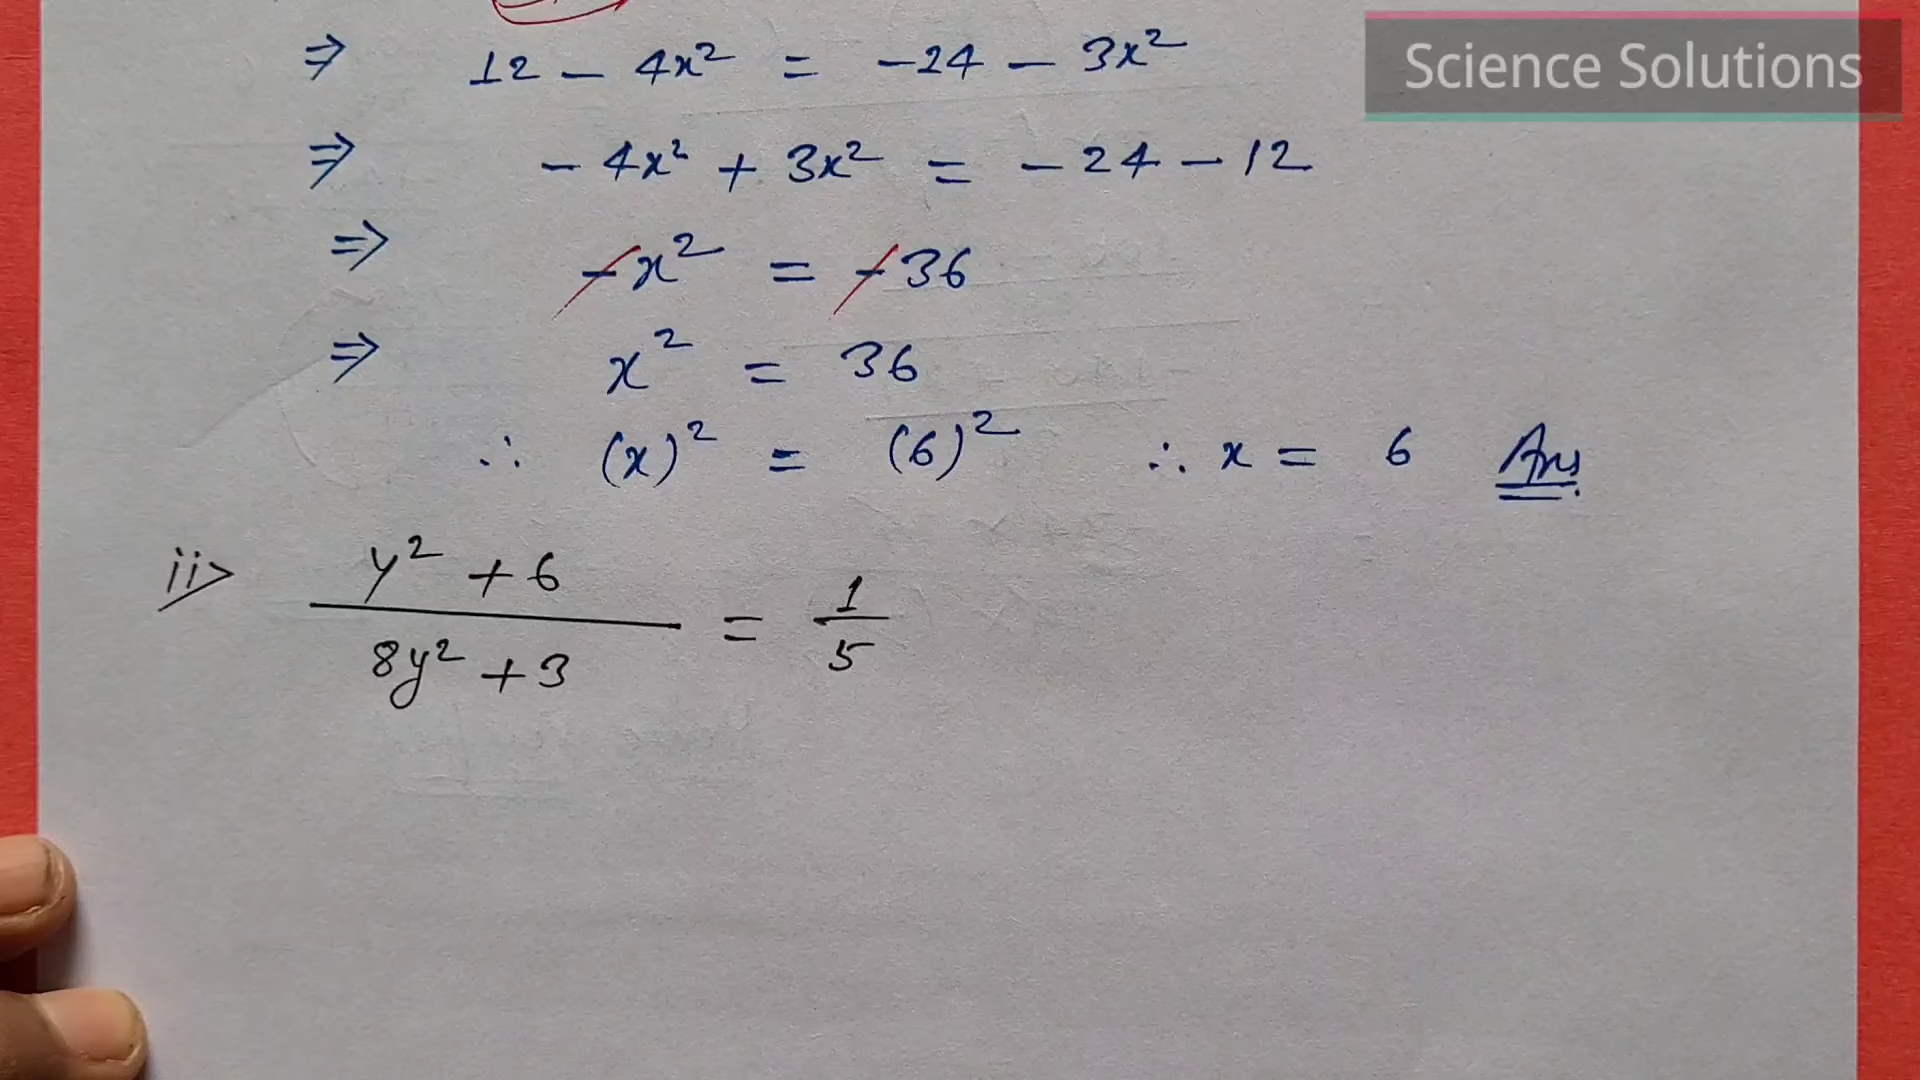 Science Solutions
⇒ 12 - 4x² = -24 - 3x²
⇒ - 4x² + 3x² = - 24 - 12
⇒ -x² = -36
⇒ x² = 36
∴ (x)² = (6)² ∴ x = 6 Ans.
ii> y² + 6 / 8y² + 3 = 1/5